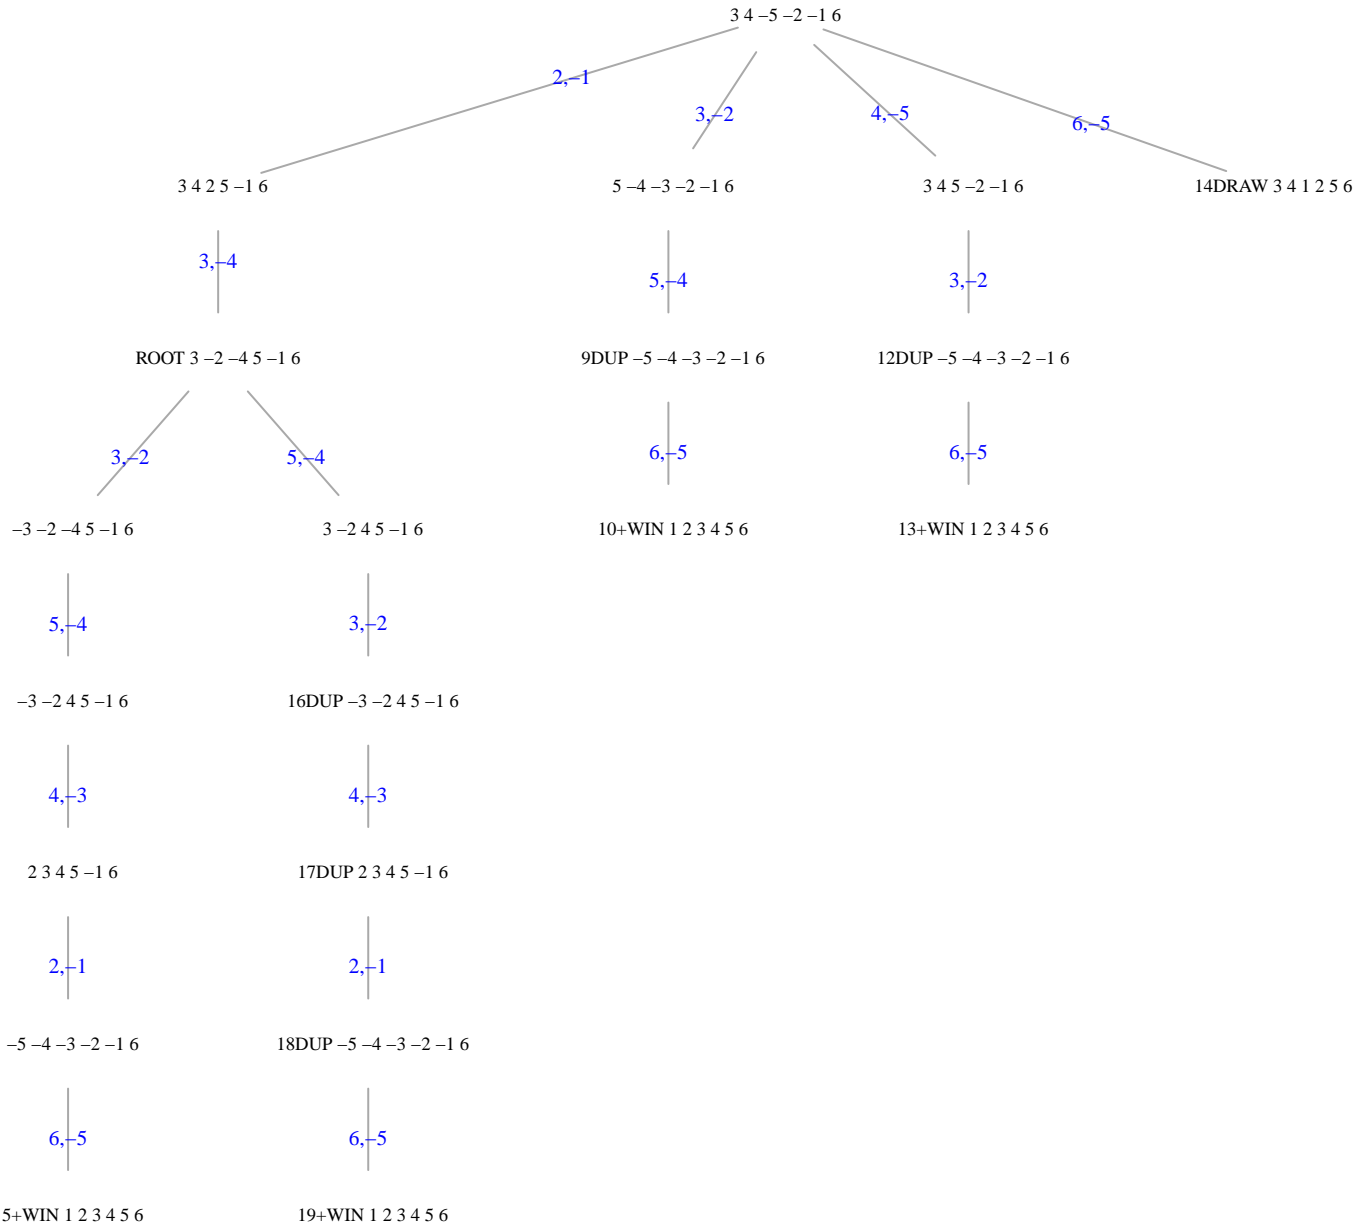 3 4 –5 –2 –1 6
2,–1
3,–2
4,–5
6,–5
3 4 2 5 –1 6
5 –4 –3 –2 –1 6
3 4 5 –2 –1 6
14DRAW 3 4 1 2 5 6
3,–4
5,–4
3,–2
ROOT 3 –2 –4 5 –1 6
9DUP –5 –4 –3 –2 –1 6
12DUP –5 –4 –3 –2 –1 6
3,–2
5,–4
6,–5
6,–5
–3 –2 –4 5 –1 6
3 –2 4 5 –1 6
10+WIN 1 2 3 4 5 6
13+WIN 1 2 3 4 5 6
5,–4
3,–2
–3 –2 4 5 –1 6
16DUP –3 –2 4 5 –1 6
4,–3
4,–3
2 3 4 5 –1 6
17DUP 2 3 4 5 –1 6
2,–1
2,–1
–5 –4 –3 –2 –1 6
18DUP –5 –4 –3 –2 –1 6
6,–5
6,–5
5+WIN 1 2 3 4 5 6
19+WIN 1 2 3 4 5 6